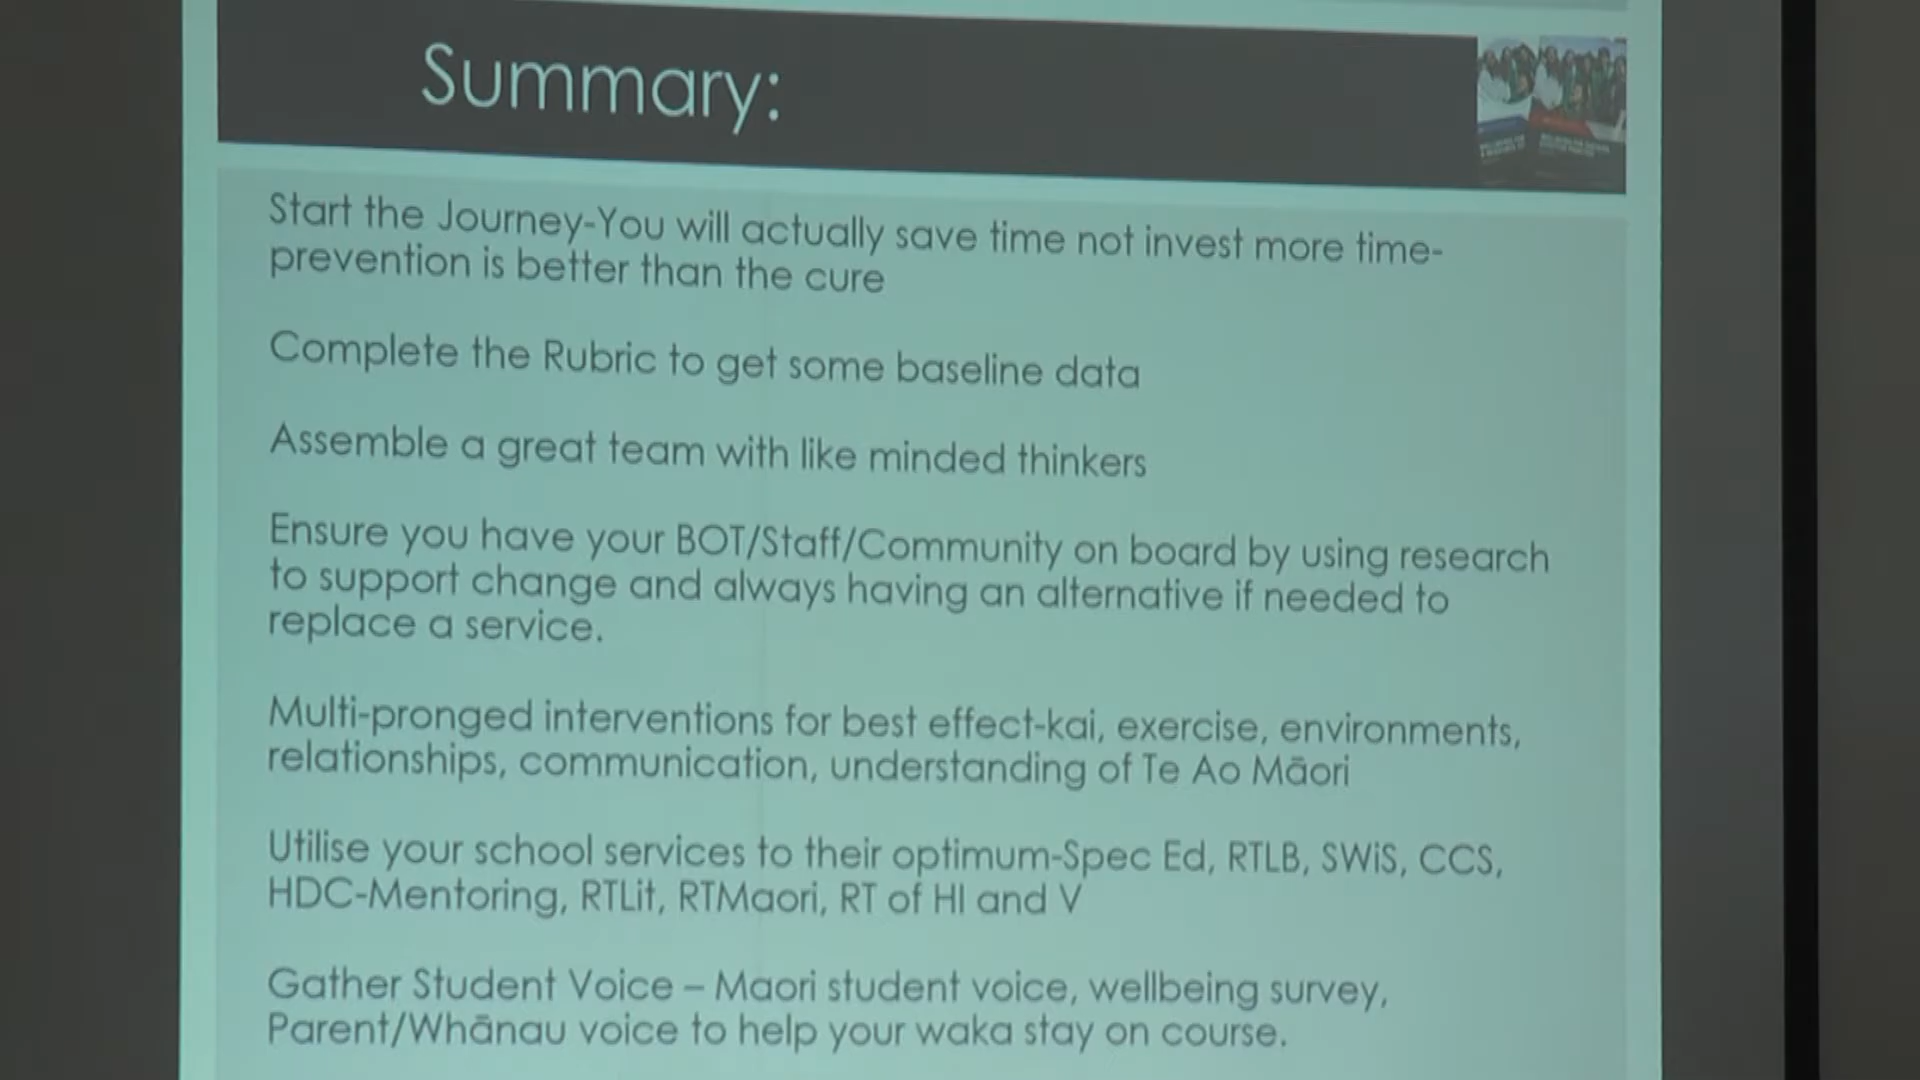 Summary:
Start the Journey-You will actually save time not invest more time-
prevention is better than the cure
Complete the Rubric to get some baseline data
Assemble a great team with like minded thinkers
Ensure you have your BOT/Staff/Community on board by using research
to support change and always having an alternative if needed to
replace a service.
Multi-pronged interventions for best effect-kai, exercise, environments,
relationships, communication, understanding of Te Ao Māori
Utilise your school services to their optimum-Spec Ed, RTLB, SWiS, CCS,
HDC-Mentoring, RTLit, RTMaori, RT of HI and V
Gather Student Voice – Maori student voice, wellbeing survey,
Parent/Whānau voice to help your waka stay on course.